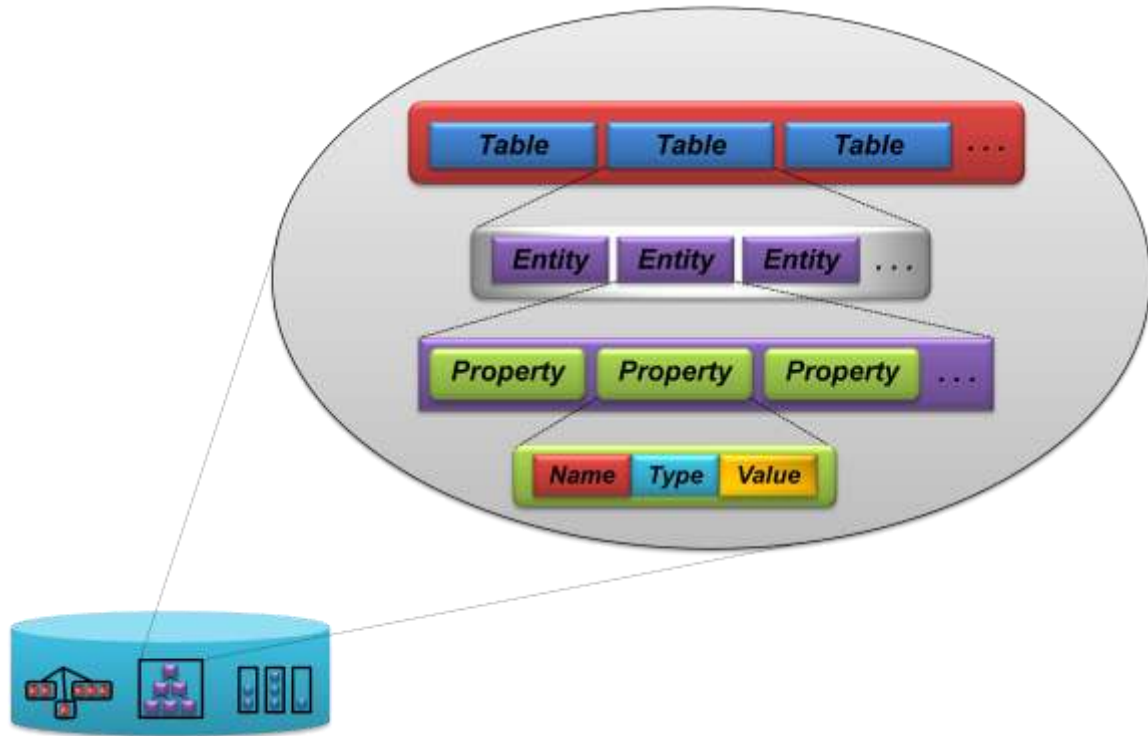 Table Table Table ...
Entity Entity Entity ...
Property Property Property ...
Name Type Value